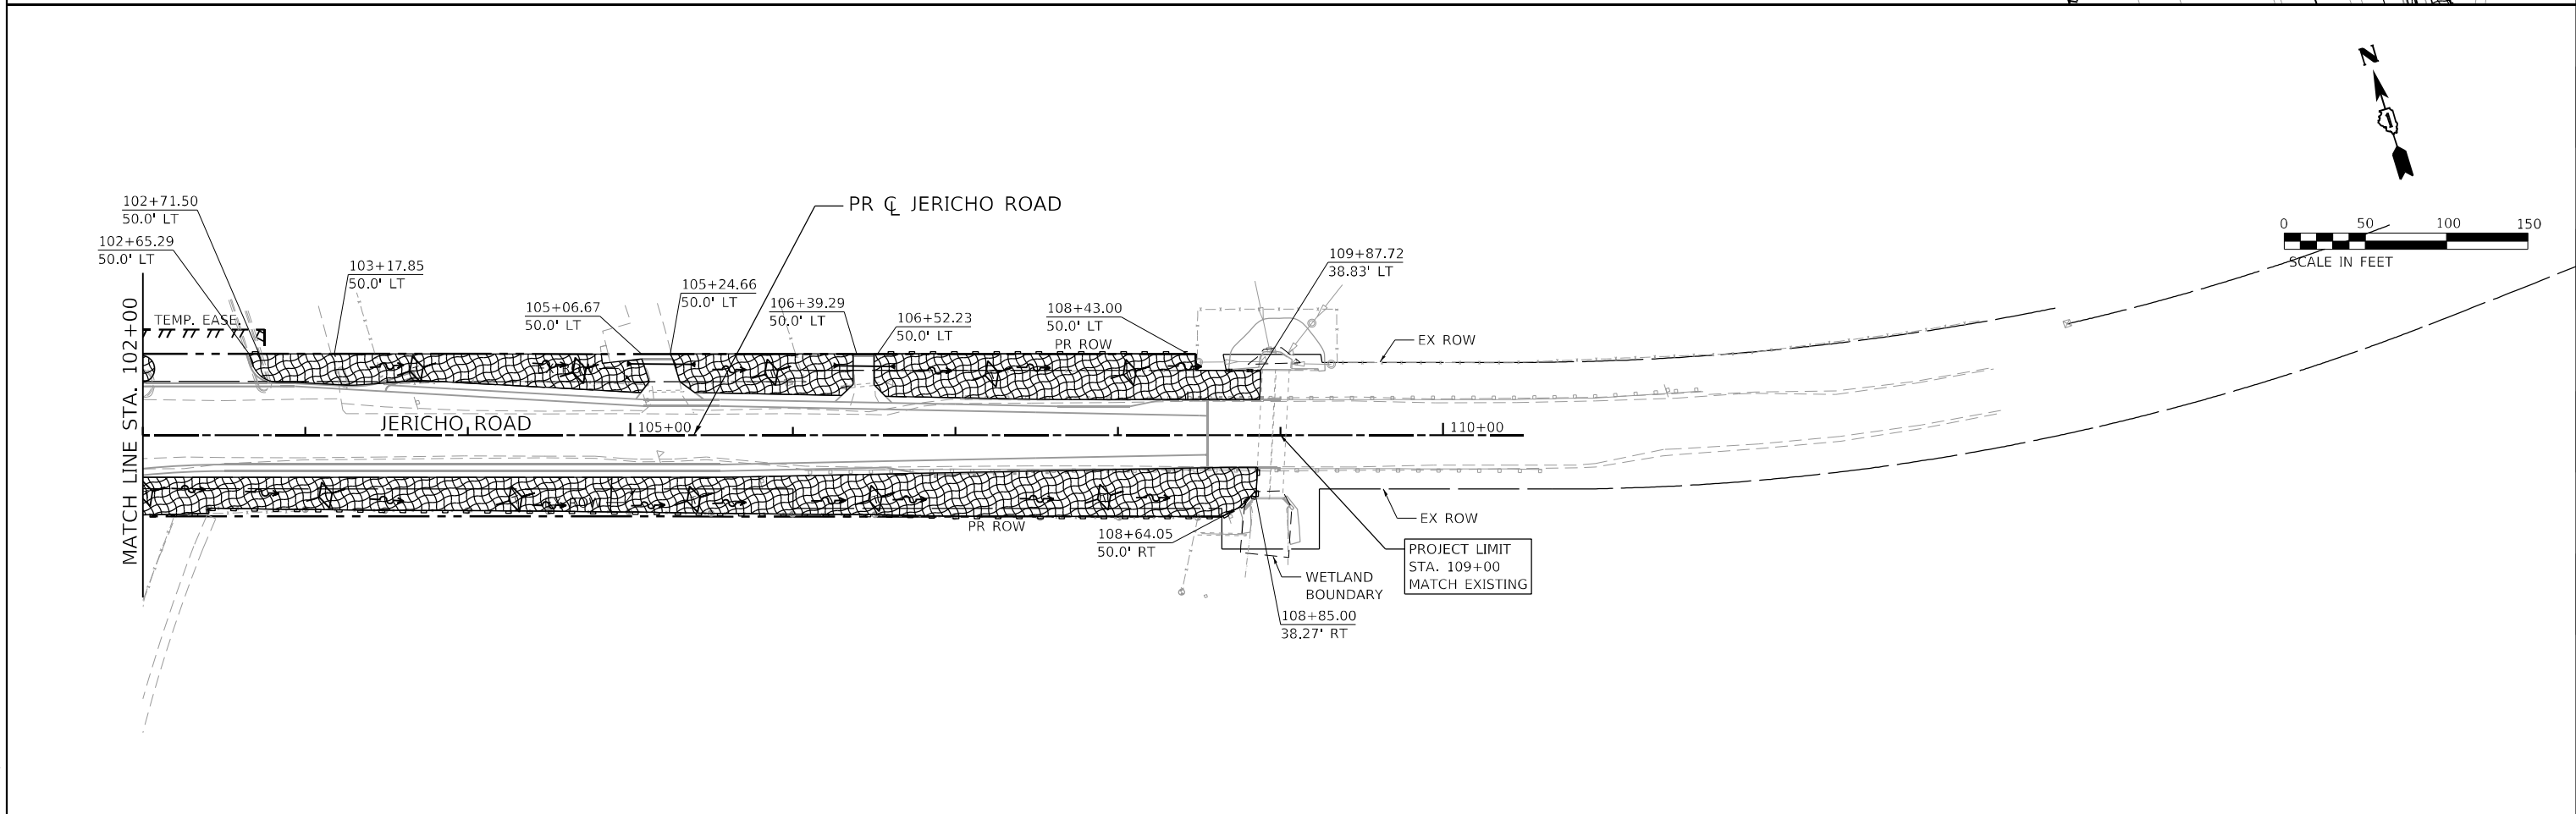 N
1
0 50 100 150
SCALE IN FEET
PR ℄ JERICHO ROAD
102+71.50
50.0' LT
102+65.29
50.0' LT
103+17.85
50.0' LT
105+06.67
50.0' LT
105+24.66
50.0' LT
106+39.29
50.0' LT
106+52.23
50.0' LT
108+43.00
50.0' LT
PR ROW
109+87.72
38.83' LT
EX ROW
TEMP. EASE.
MATCH LINE STA. 102+00
JERICHO ROAD
105+00
110+00
PR ROW
108+64.05
50.0' RT
EX ROW
PROJECT LIMIT
STA. 109+00
MATCH EXISTING
WETLAND
BOUNDARY
108+85.00
38.27' RT